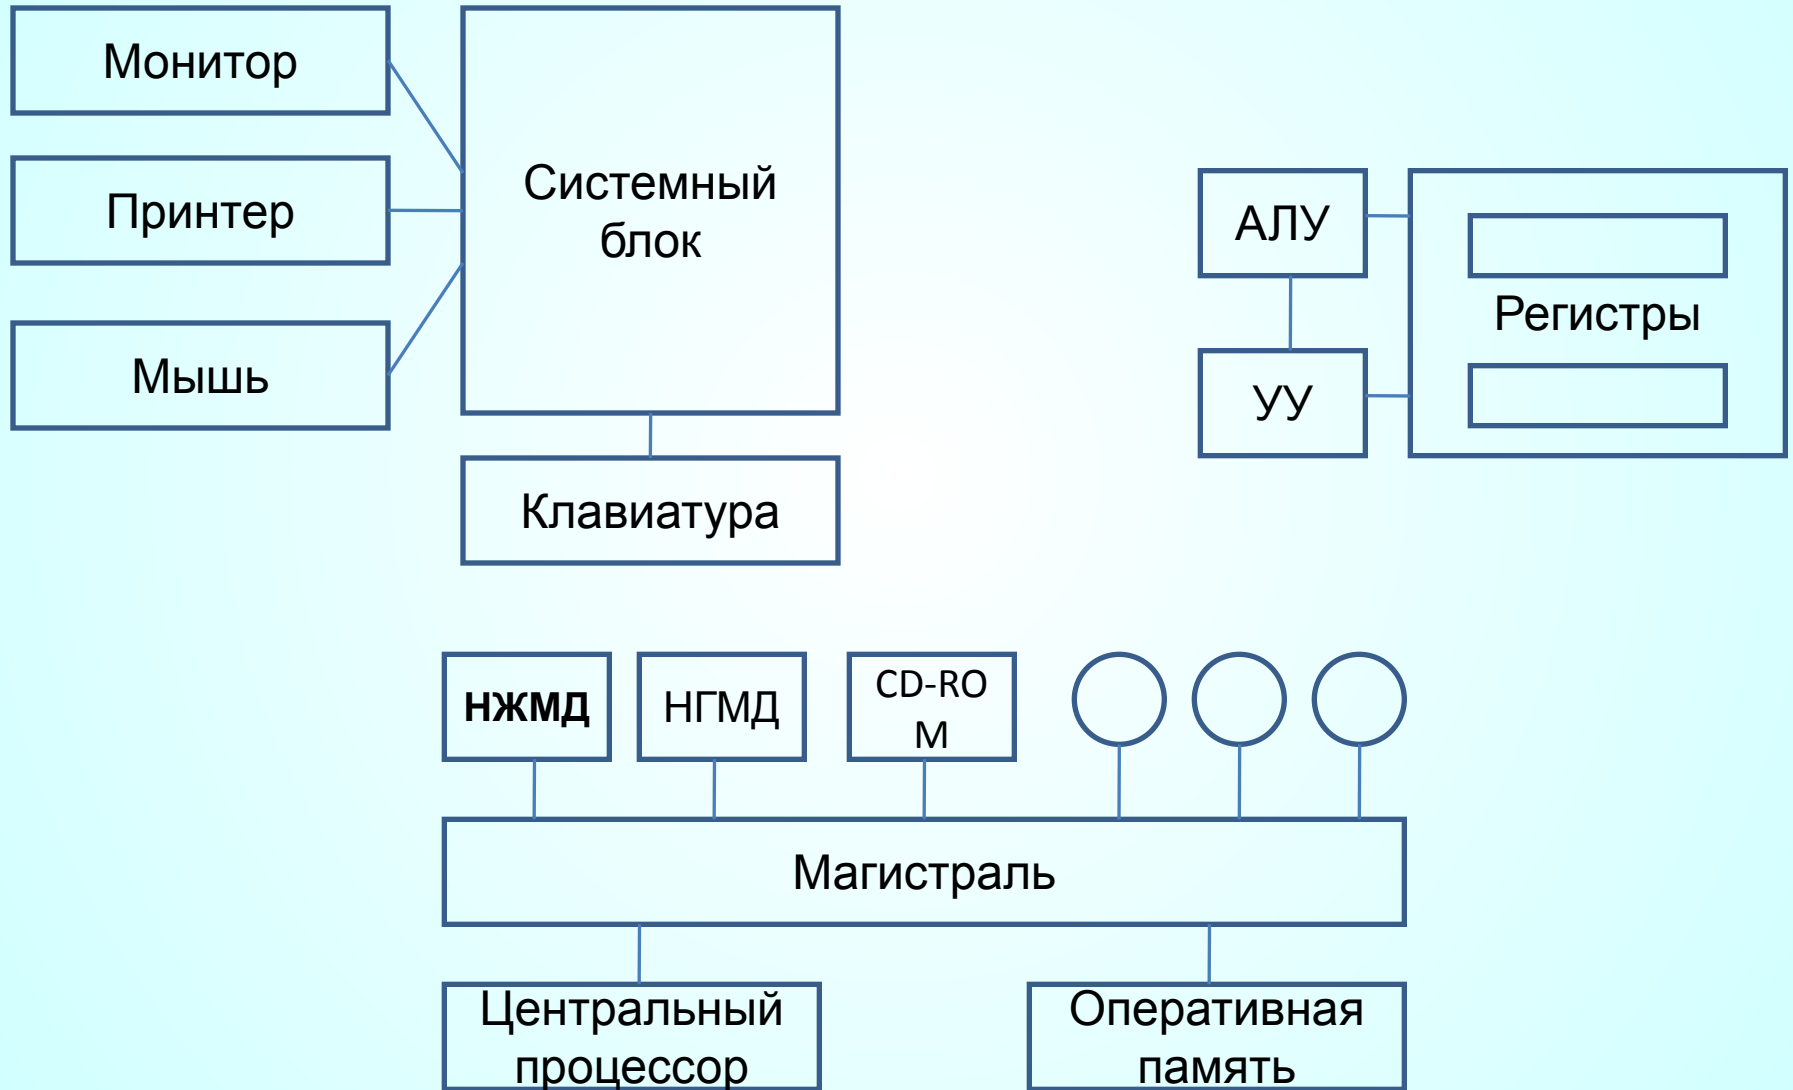 Монитор
Принтер
Мышь
Системный
блок
Клавиатура
АЛУ
УУ
Регистры
НЖМД
НГМД
CD-RO
M
Магистраль
Центральный
процессор
Оперативная
память